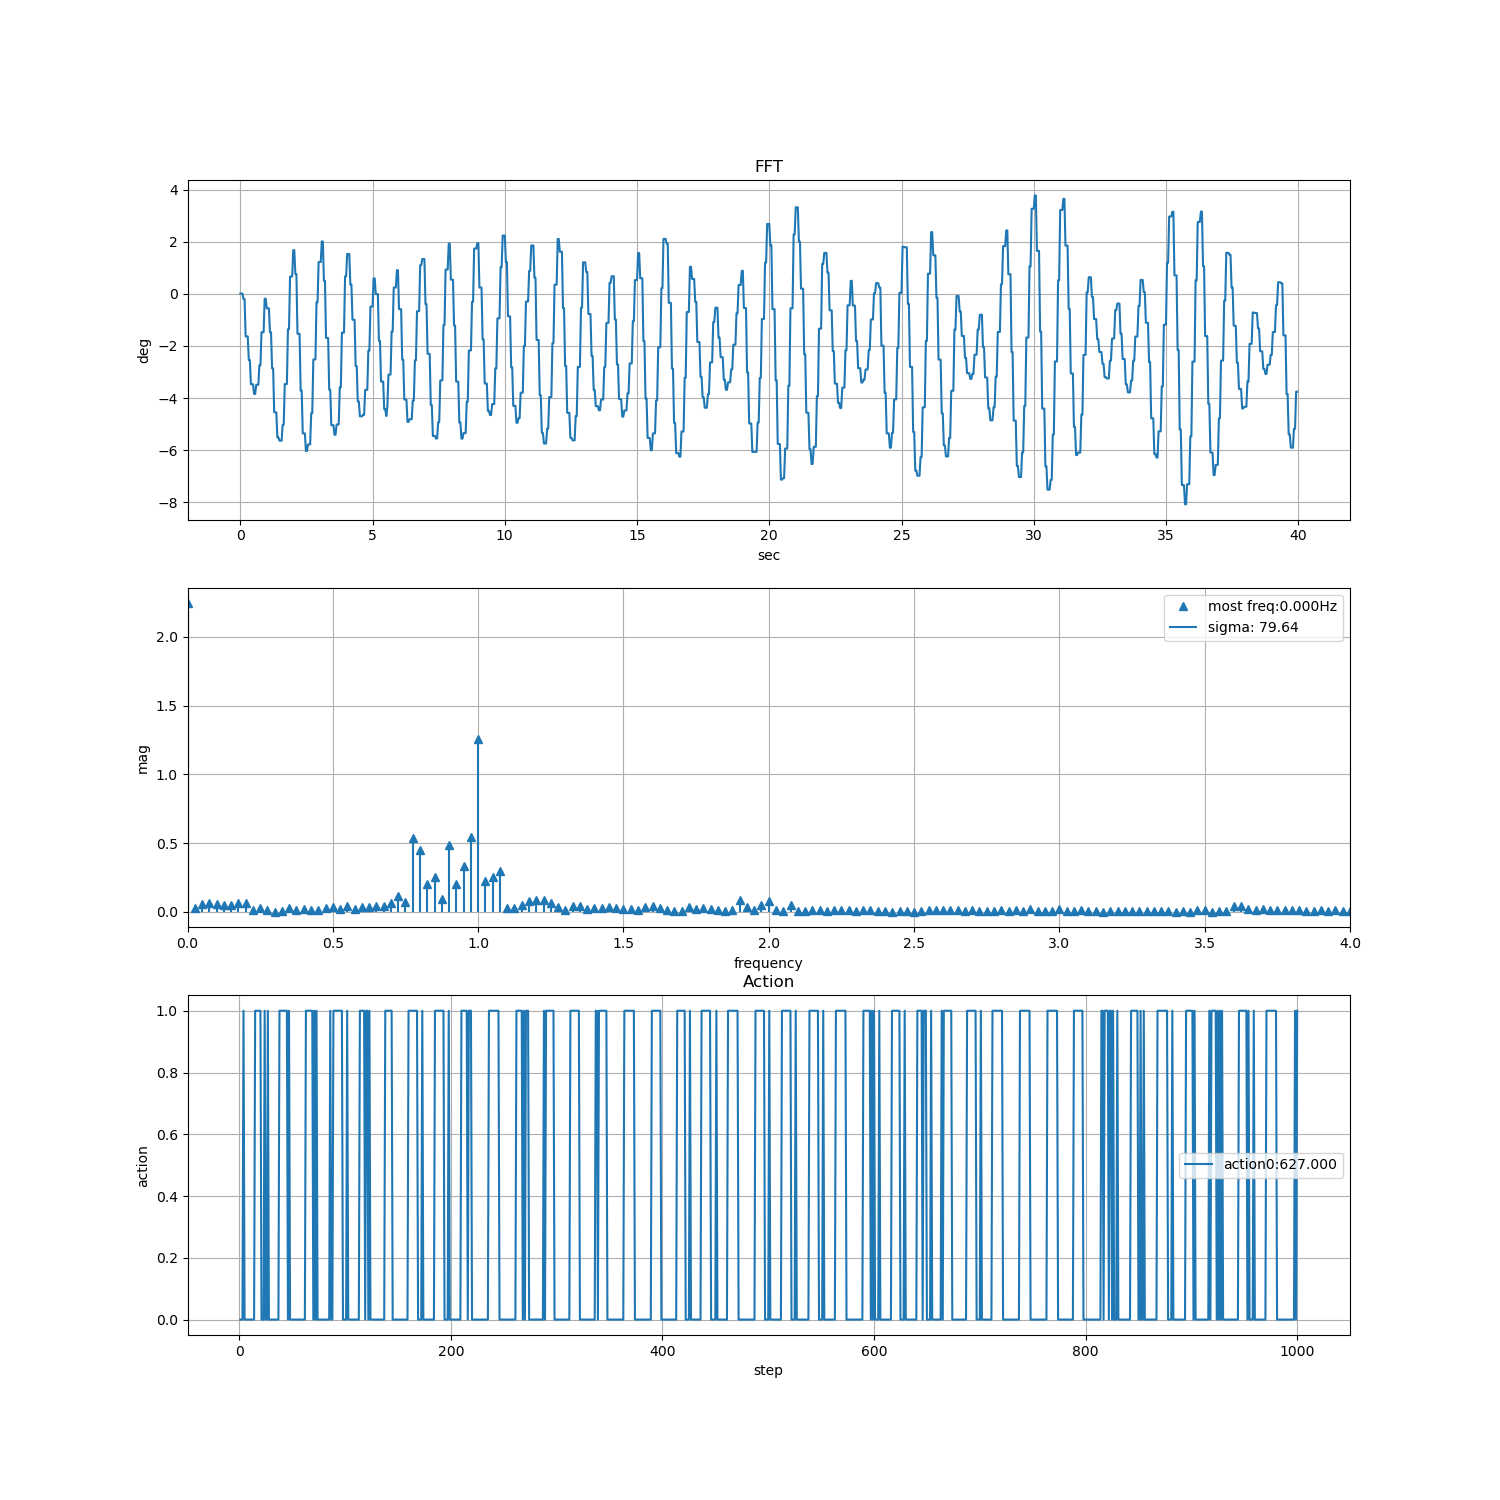 FFT
4
2
0
−2
−4
−6
−8
deg
0 5 10 15 20 25 30 35 40
sec
most freq:0.000Hz
sigma: 79.64
2.0
1.5
1.0
0.5
0.0
mag
0.0 0.5 1.0 1.5 2.0 2.5 3.0 3.5 4.0
frequency
Action
1.0
0.8
0.6
0.4
0.2
0.0
action
action0:627.000
0 200 400 600 800 1000
step